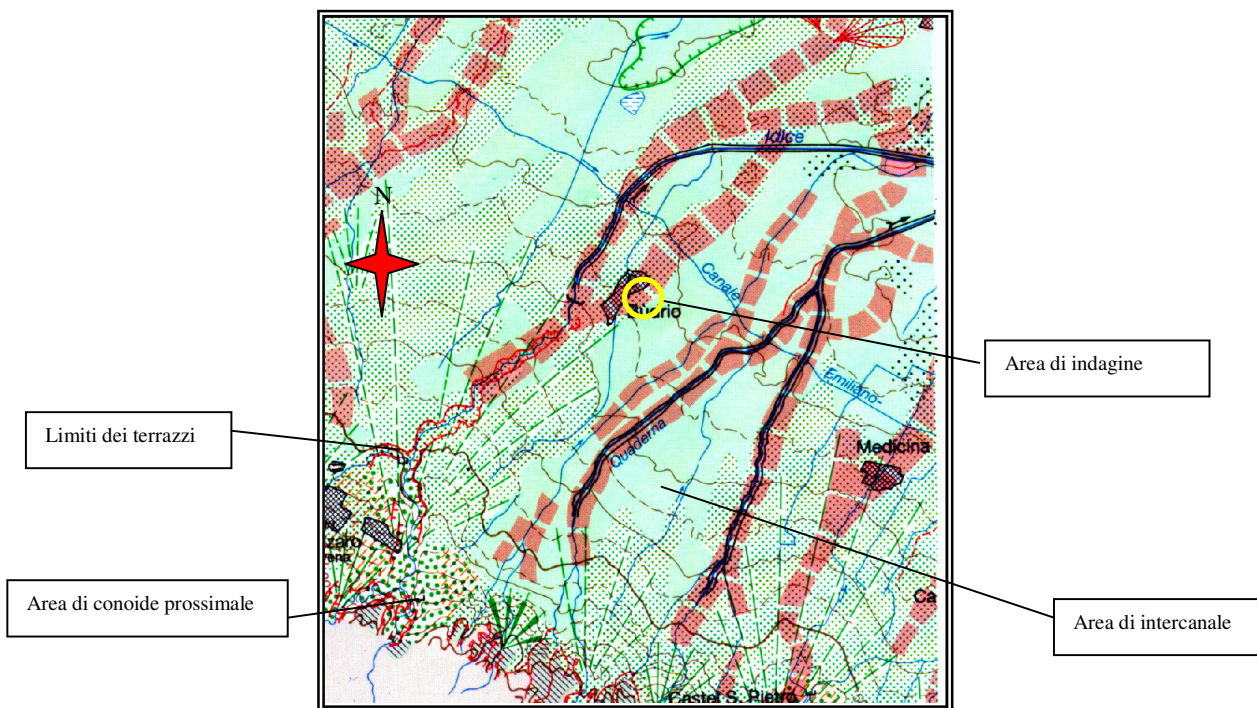 Idice
N
Canale
Budrio
Area di indagine
Emiliano-
Limiti dei terrazzi
Quaderna
Medicina
Area di conoide prossimale
Area di intercanale
Castel S. Pietro